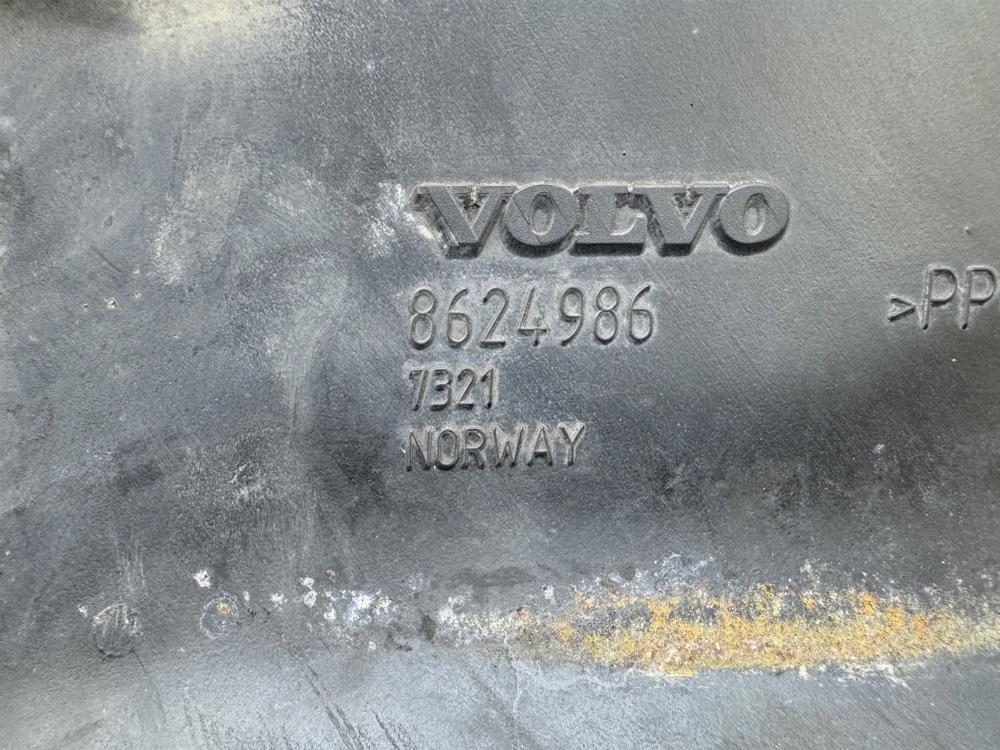 VOLVO
8624986
>PP
7321
NORWAY